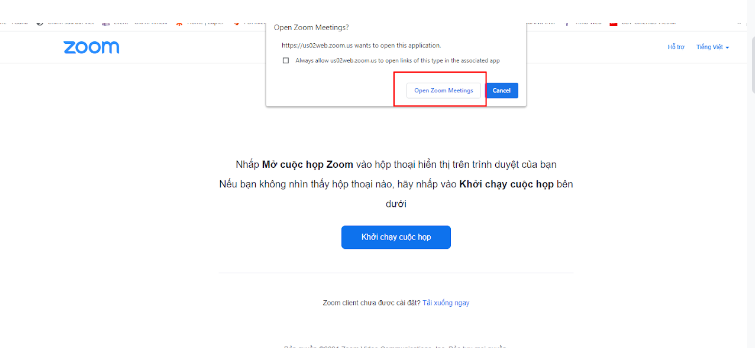 Open Zoom Meetings?
https://us02web.zoom.us wants to open this application.
Always allow us02web.zoom.us to open links of this type in the associated app
Open Zoom Meetings Cancel
zoom Hỗ trợ Tiếng Việt
Nhấp Mở cuộc họp Zoom vào hộp thoại hiển thị trên trình duyệt của bạn
Nếu bạn không nhìn thấy hộp thoại nào, hãy nhấp vào Khởi chạy cuộc họp bên
dưới
Khởi chạy cuộc họp
Zoom client chưa được cài đặt? Tải xuống ngay